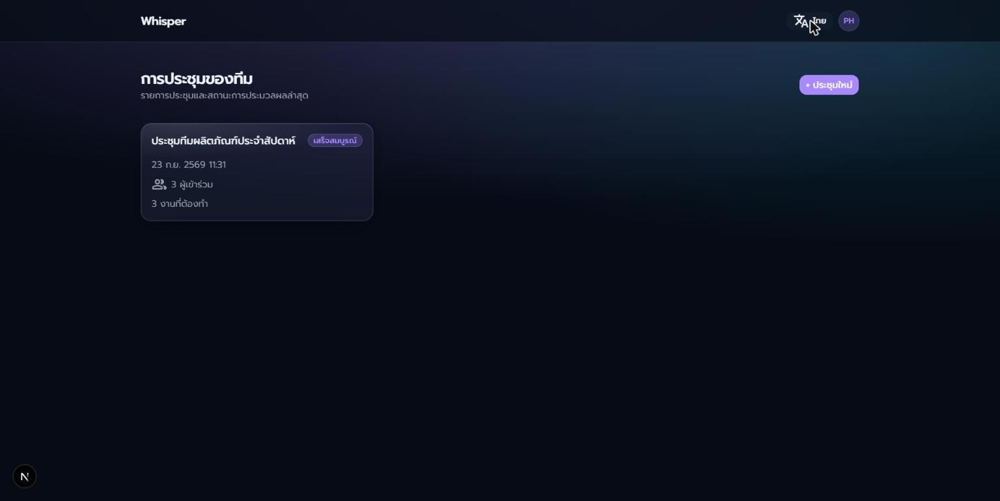 Whisper
ไทย
PH
การประชุมของทีม
รายการประชุมและสถานะการประมวลผลล่าสุด
+ ประชุมใหม่
ประชุมทีมผลิตภัณฑ์ประจำสัปดาห์
เสร็จสมบูรณ์
23 ก.ย. 2569 11:31
3 ผู้เข้าร่วม
3 งานที่ต้องทำ
N